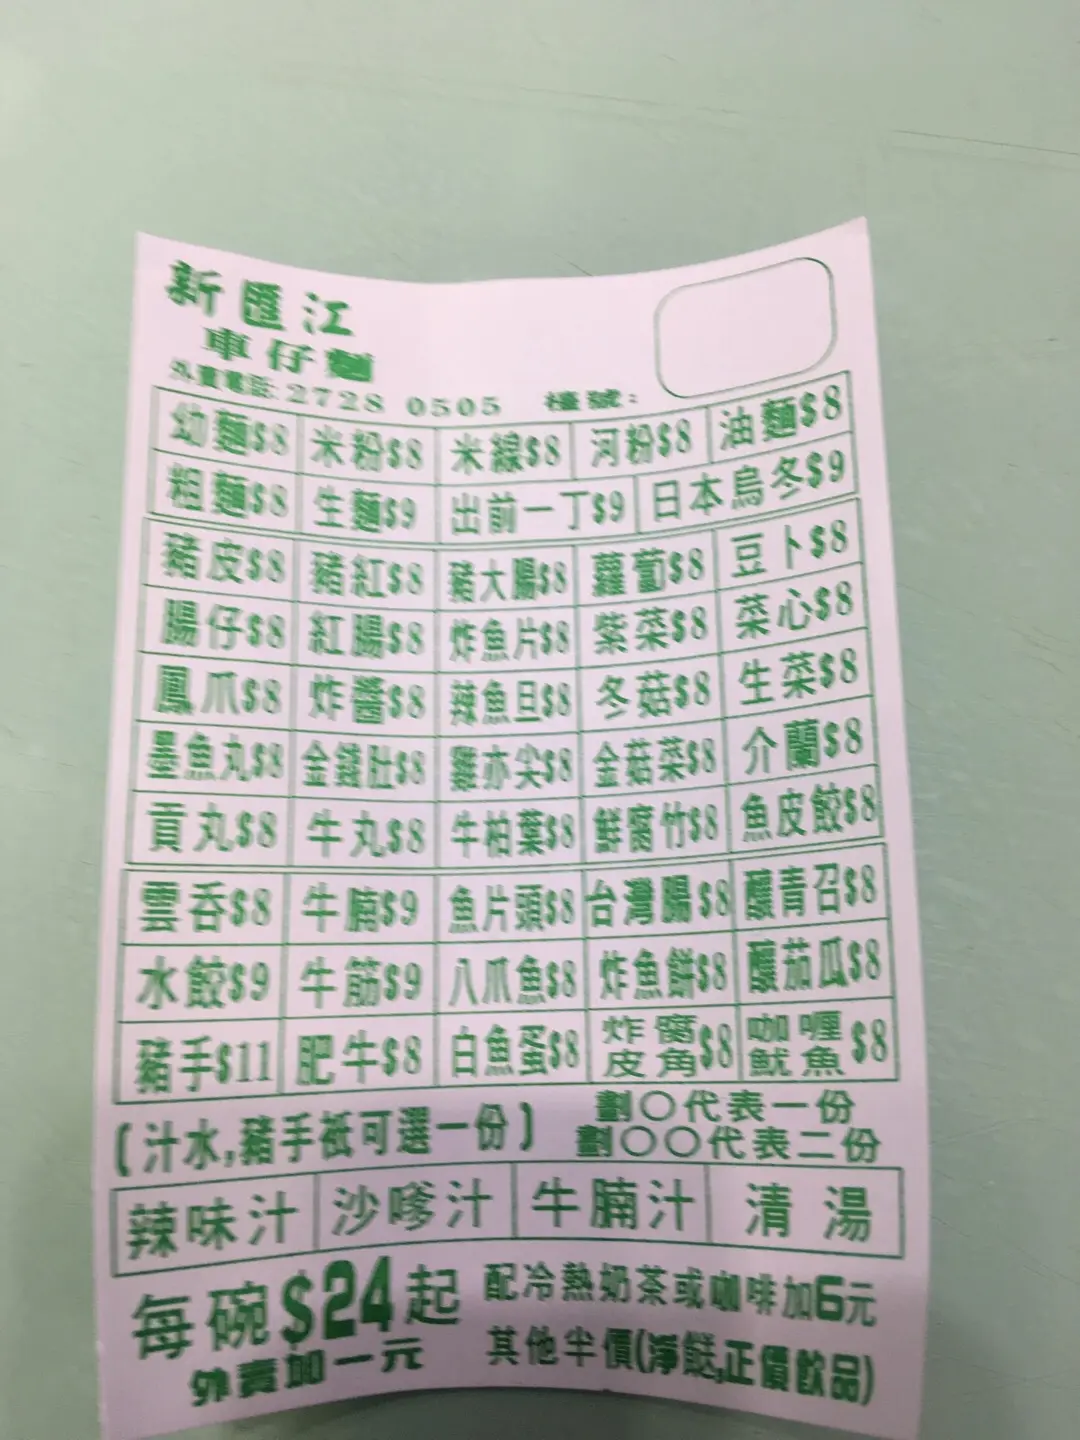 新匯江
車仔麵
外賣電話:2728 0505 檯號:
幼麵$8 米粉$8 米線$8 河粉$8 油麵$8
粗麵$8 生麵$9 出前一丁$9 日本烏冬$9
豬皮$8 豬紅$8 豬大腸$8 蘿蔔$8 豆卜$8
腸仔$8 紅腸$8 炸魚片$8 紫菜$8 菜心$8
鳳爪$8 炸醬$8 辣魚旦$8 冬菇$8 生菜$8
墨魚丸$8 金錢肚$8 雞亦尖$8 金菇菜$8 介蘭$8
貢丸$8 牛丸$8 牛柏葉$8 鮮腐竹$8 魚皮餃$8
雲吞$8 牛腩$9 魚片頭$8 台灣腸$8 釀青召$8
水餃$9 牛筋$9 八爪魚$8 炸魚餅$8 釀茄瓜$8
豬手$11 肥牛$8 白魚蛋$8 炸腐皮角$8 咖喱魷魚$8
(汁水,豬手祇可選一份) 劃〇代表一份
劃〇〇代表二份
辣味汁 沙嗲汁 牛腩汁 清湯
每碗$24起 配冷熱奶茶或咖啡加6元
外賣加一元 其他半價(淨餸,正價飲品)